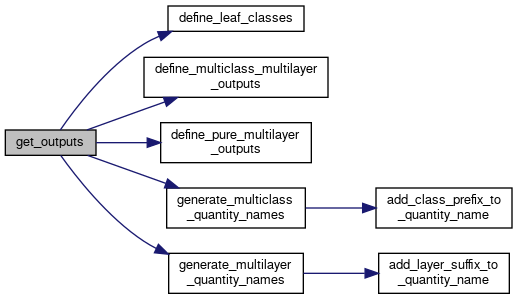 define_leaf_classes
define_multiclass_multilayer
_outputs
get_outputs
define_pure_multilayer
_outputs
generate_multiclass
_quantity_names
add_class_prefix_to
_quantity_name
generate_multilayer
_quantity_names
add_layer_suffix_to
_quantity_name